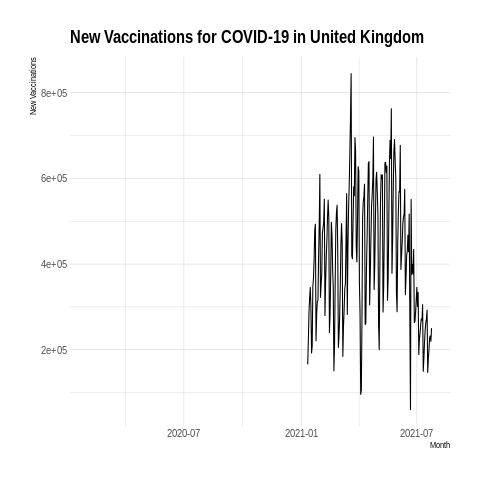 New Vaccinations for COVID-19 in United Kingdom
New Vaccinations
8e+05
6e+05
4e+05
2e+05
2020-07
2021-01
2021-07
Month